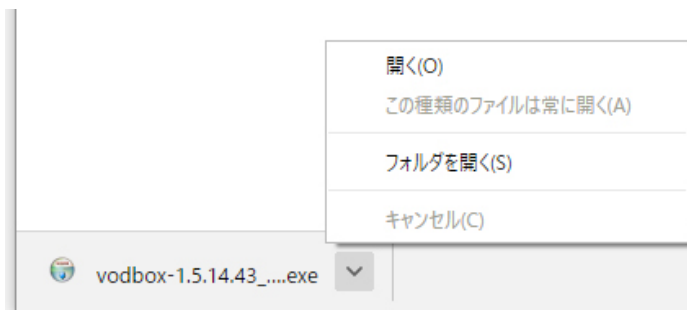 開く(O)
この種類のファイルは常に開く(A)
フォルダを開く(S)
キャンセル(C)
vodbox-1.5.14.43_....exe